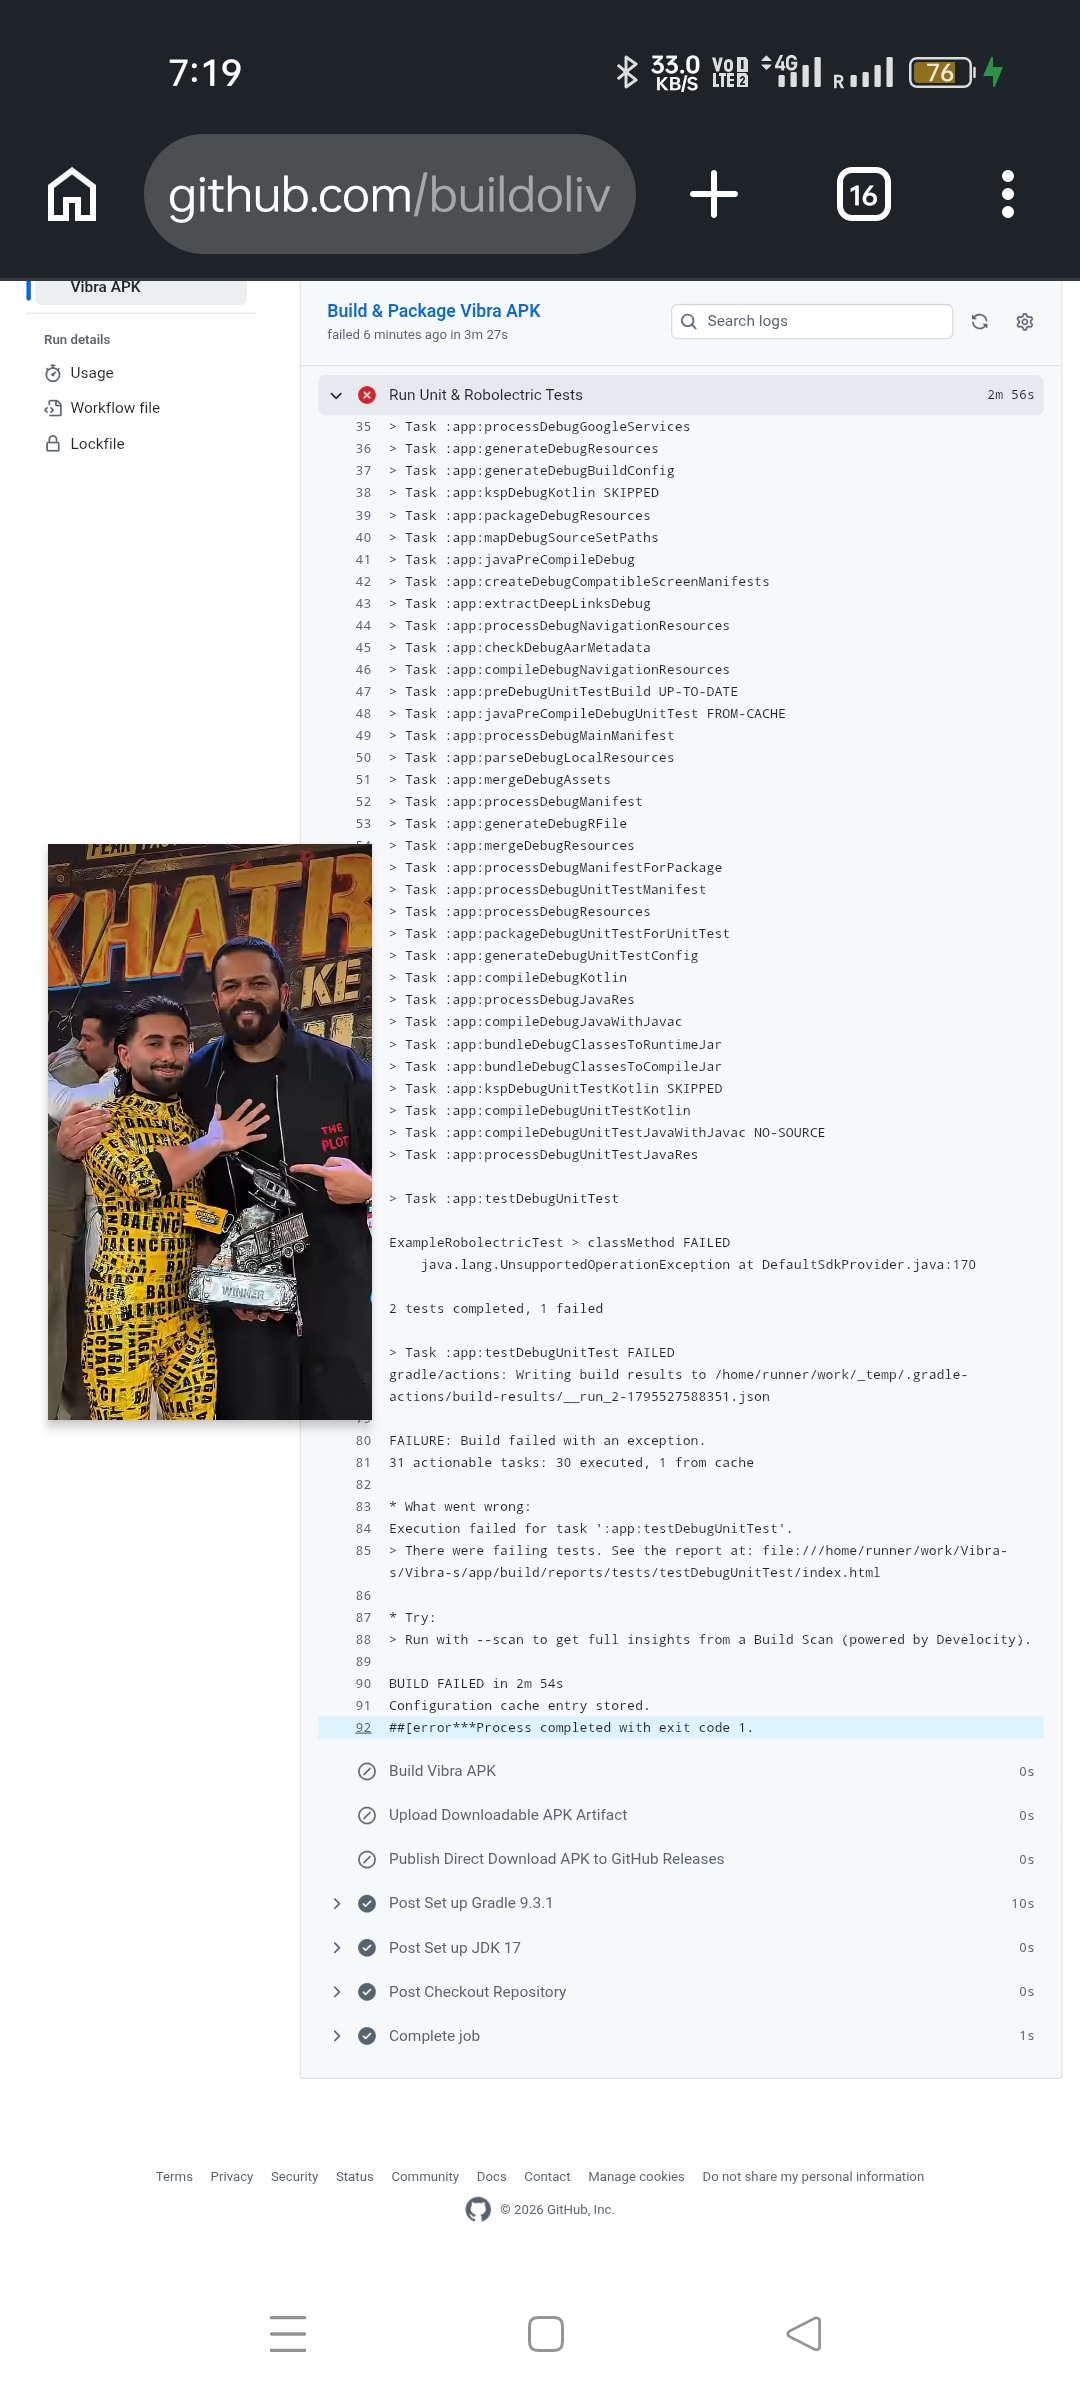 7:19
33.0
KB/S
Vo
LTE 2
4G
R
76
github.com/buildoliv
16
Vibra APK
Run details
Usage
Workflow file
Lockfile
Build & Package Vibra APK
failed 6 minutes ago in 3m 27s
Search logs
Run Unit & Robolectric Tests 2m 56s
35 > Task :app:processDebugGoogleServices
36 > Task :app:generateDebugResources
37 > Task :app:generateDebugBuildConfig
38 > Task :app:kspDebugKotlin SKIPPED
39 > Task :app:packageDebugResources
40 > Task :app:mapDebugSourceSetPaths
41 > Task :app:javaPreCompileDebug
42 > Task :app:createDebugCompatibleScreenManifests
43 > Task :app:extractDeepLinksDebug
44 > Task :app:processDebugNavigationResources
45 > Task :app:checkDebugAarMetadata
46 > Task :app:compileDebugNavigationResources
47 > Task :app:preDebugUnitTestBuild UP-TO-DATE
48 > Task :app:javaPreCompileDebugUnitTest FROM-CACHE
49 > Task :app:processDebugMainManifest
50 > Task :app:parseDebugLocalResources
51 > Task :app:mergeDebugAssets
52 > Task :app:processDebugManifest
53 > Task :app:generateDebugRFile
> Task :app:mergeDebugResources
> Task :app:processDebugManifestForPackage
> Task :app:processDebugUnitTestManifest
> Task :app:processDebugResources
> Task :app:packageDebugUnitTestForUnitTest
> Task :app:generateDebugUnitTestConfig
> Task :app:compileDebugKotlin
> Task :app:processDebugJavaRes
> Task :app:compileDebugJavaWithJavac
> Task :app:bundleDebugClassesToRuntimeJar
> Task :app:bundleDebugClassesToCompileJar
> Task :app:kspDebugUnitTestKotlin SKIPPED
> Task :app:compileDebugUnitTestKotlin
> Task :app:compileDebugUnitTestJavaWithJavac NO-SOURCE
> Task :app:processDebugUnitTestJavaRes
> Task :app:testDebugUnitTest
ExampleRobolectricTest > classMethod FAILED
java.lang.UnsupportedOperationException at DefaultSdkProvider.java:170
2 tests completed, 1 failed
> Task :app:testDebugUnitTest FAILED
gradle/actions: Writing build results to /home/runner/work/_temp/.gradle-
actions/build-results/__run_2-1795527588351.json
80 FAILURE: Build failed with an exception.
81 31 actionable tasks: 30 executed, 1 from cache
82
83 * What went wrong:
84 Execution failed for task ':app:testDebugUnitTest'.
85 > There were failing tests. See the report at: file:///home/runner/work/Vibra-
s/Vibra-s/app/build/reports/tests/testDebugUnitTest/index.html
86
87 * Try:
88 > Run with --scan to get full insights from a Build Scan (powered by Develocity).
89
90 BUILD FAILED in 2m 54s
91 Configuration cache entry stored.
92 ##[error***Process completed with exit code 1.
KHATR
KE
THE
PLOT
BALENCIAGA
WINNER
Build Vibra APK 0s
Upload Downloadable APK Artifact 0s
Publish Direct Download APK to GitHub Releases 0s
Post Set up Gradle 9.3.1 10s
Post Set up JDK 17 0s
Post Checkout Repository 0s
Complete job 1s
Terms Privacy Security Status Community Docs Contact Manage cookies Do not share my personal information
© 2026 GitHub, Inc.